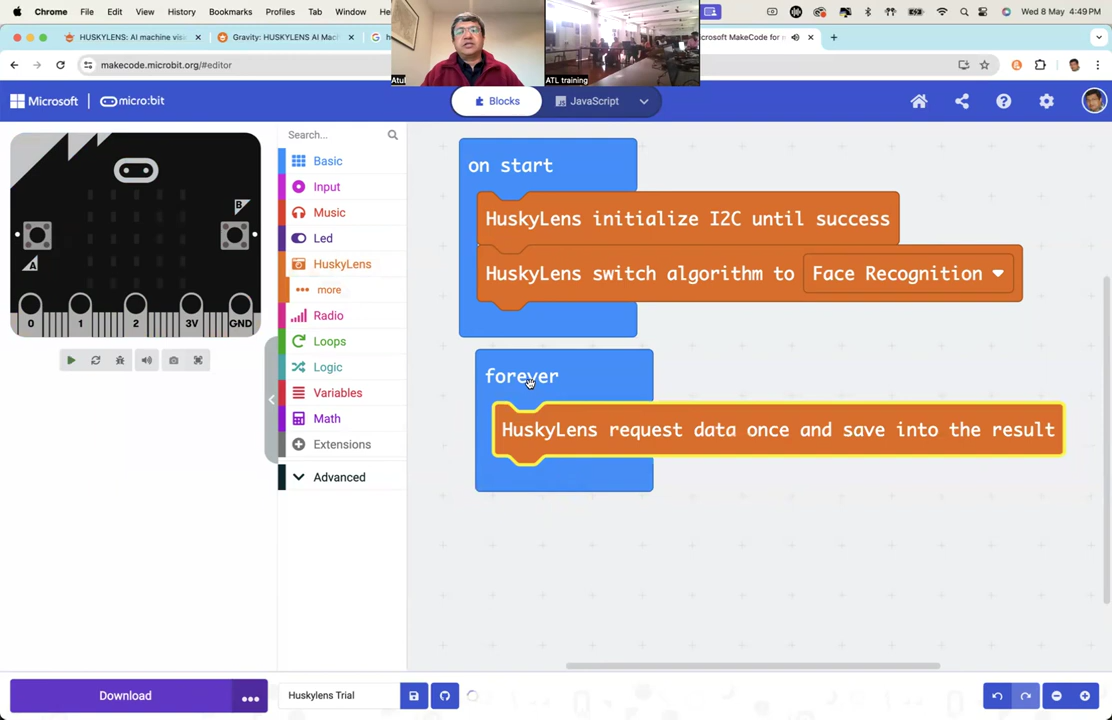 Chrome File Edit View History Bookmarks Profiles Tab Window Wed 8 May 4:49 PM
HUSKYLENS: AI machine visi
Gravity: HUSKYLENS AI Mac
Microsoft MakeCode for
makecode.microbit.org/#editor
Atul
ATL training
Microsoft
micro:bit
Blocks
JavaScript
Search...
Basic
Input
Music
Led
HuskyLens
more
Radio
Loops
Logic
Variables
Math
Extensions
Advanced
A
B
0 1 2 3V GND
on start
HuskyLens initialize I2C until success
HuskyLens switch algorithm to Face Recognition
forever
HuskyLens request data once and save into the result
Download
Huskylens Trial